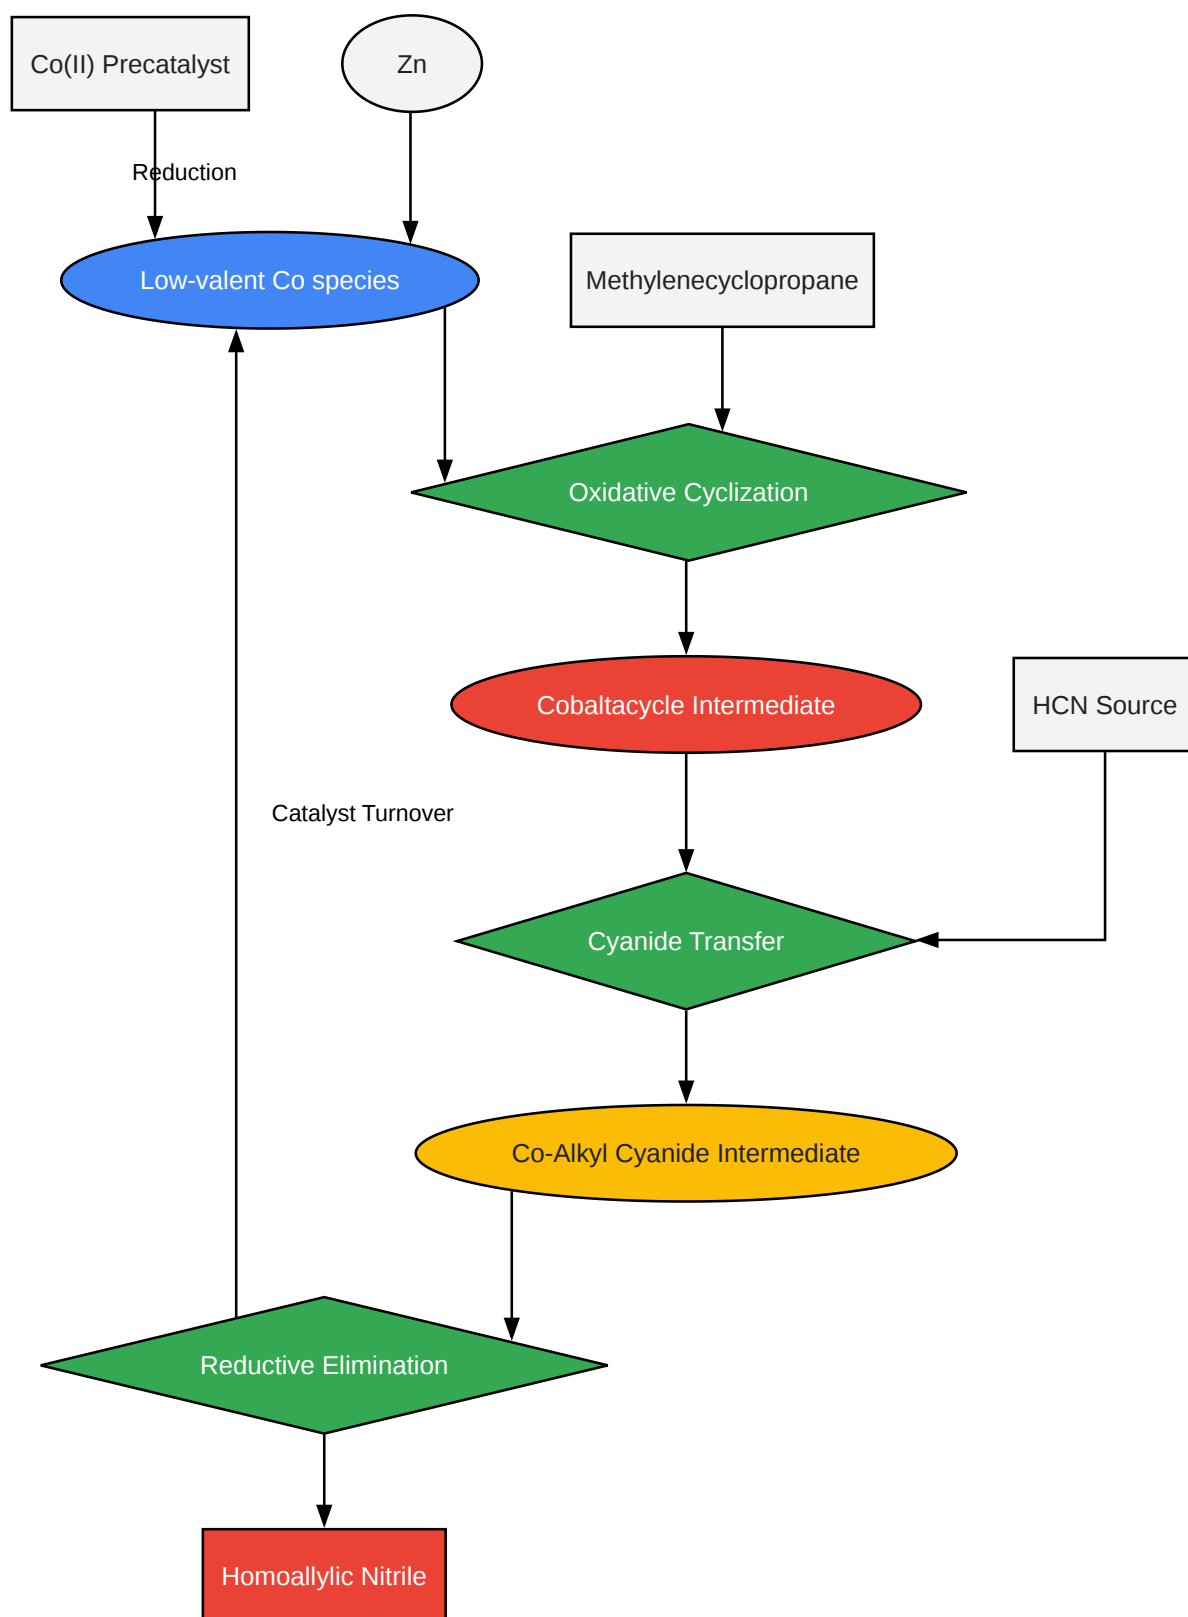 Co(II) Precatalyst
Zn
Reduction
Low-valent Co species
Methylenecyclopropane
Oxidative Cyclization
Cobaltacycle Intermediate
HCN Source
Catalyst Turnover
Cyanide Transfer
Co-Alkyl Cyanide Intermediate
Reductive Elimination
Homoallylic Nitrile